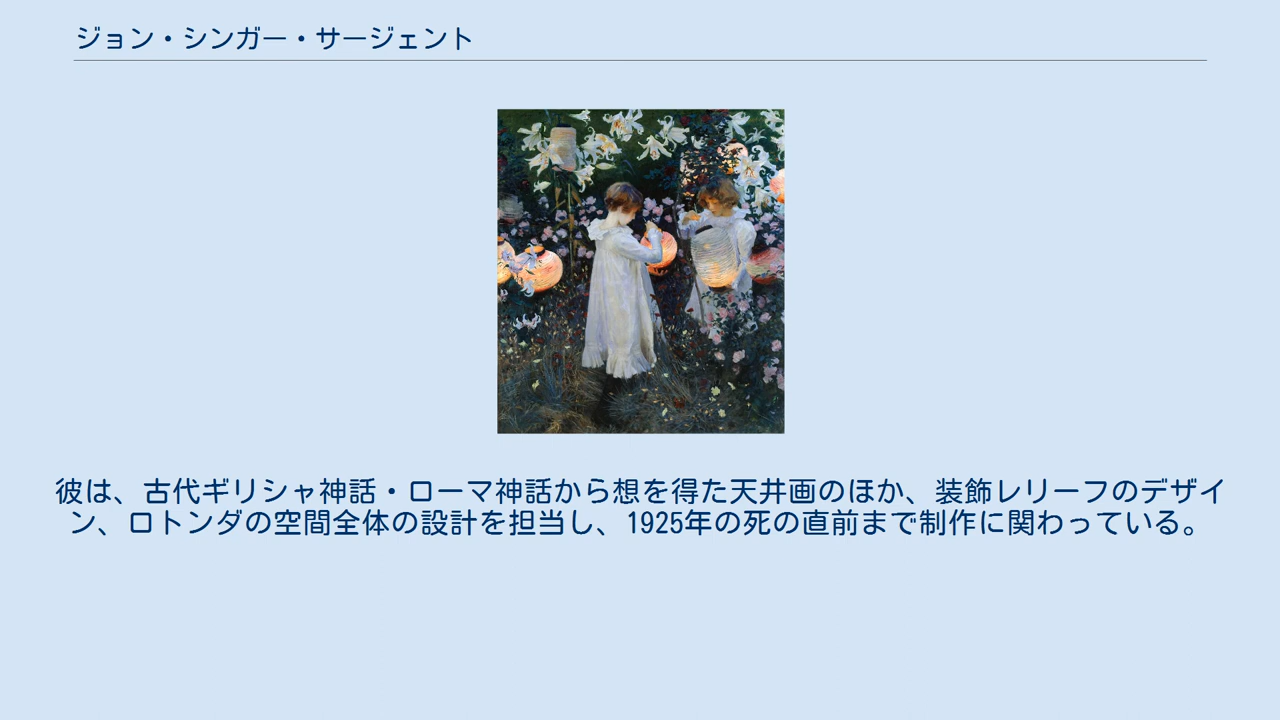 ジョン・シンガー・サージェント
彼は、古代ギリシャ神話・ローマ神話から想を得た天井画のほか、装飾レリーフのデザイ
ン、ロトンダの空間全体の設計を担当し、1925年の死の直前まで制作に関わっている。